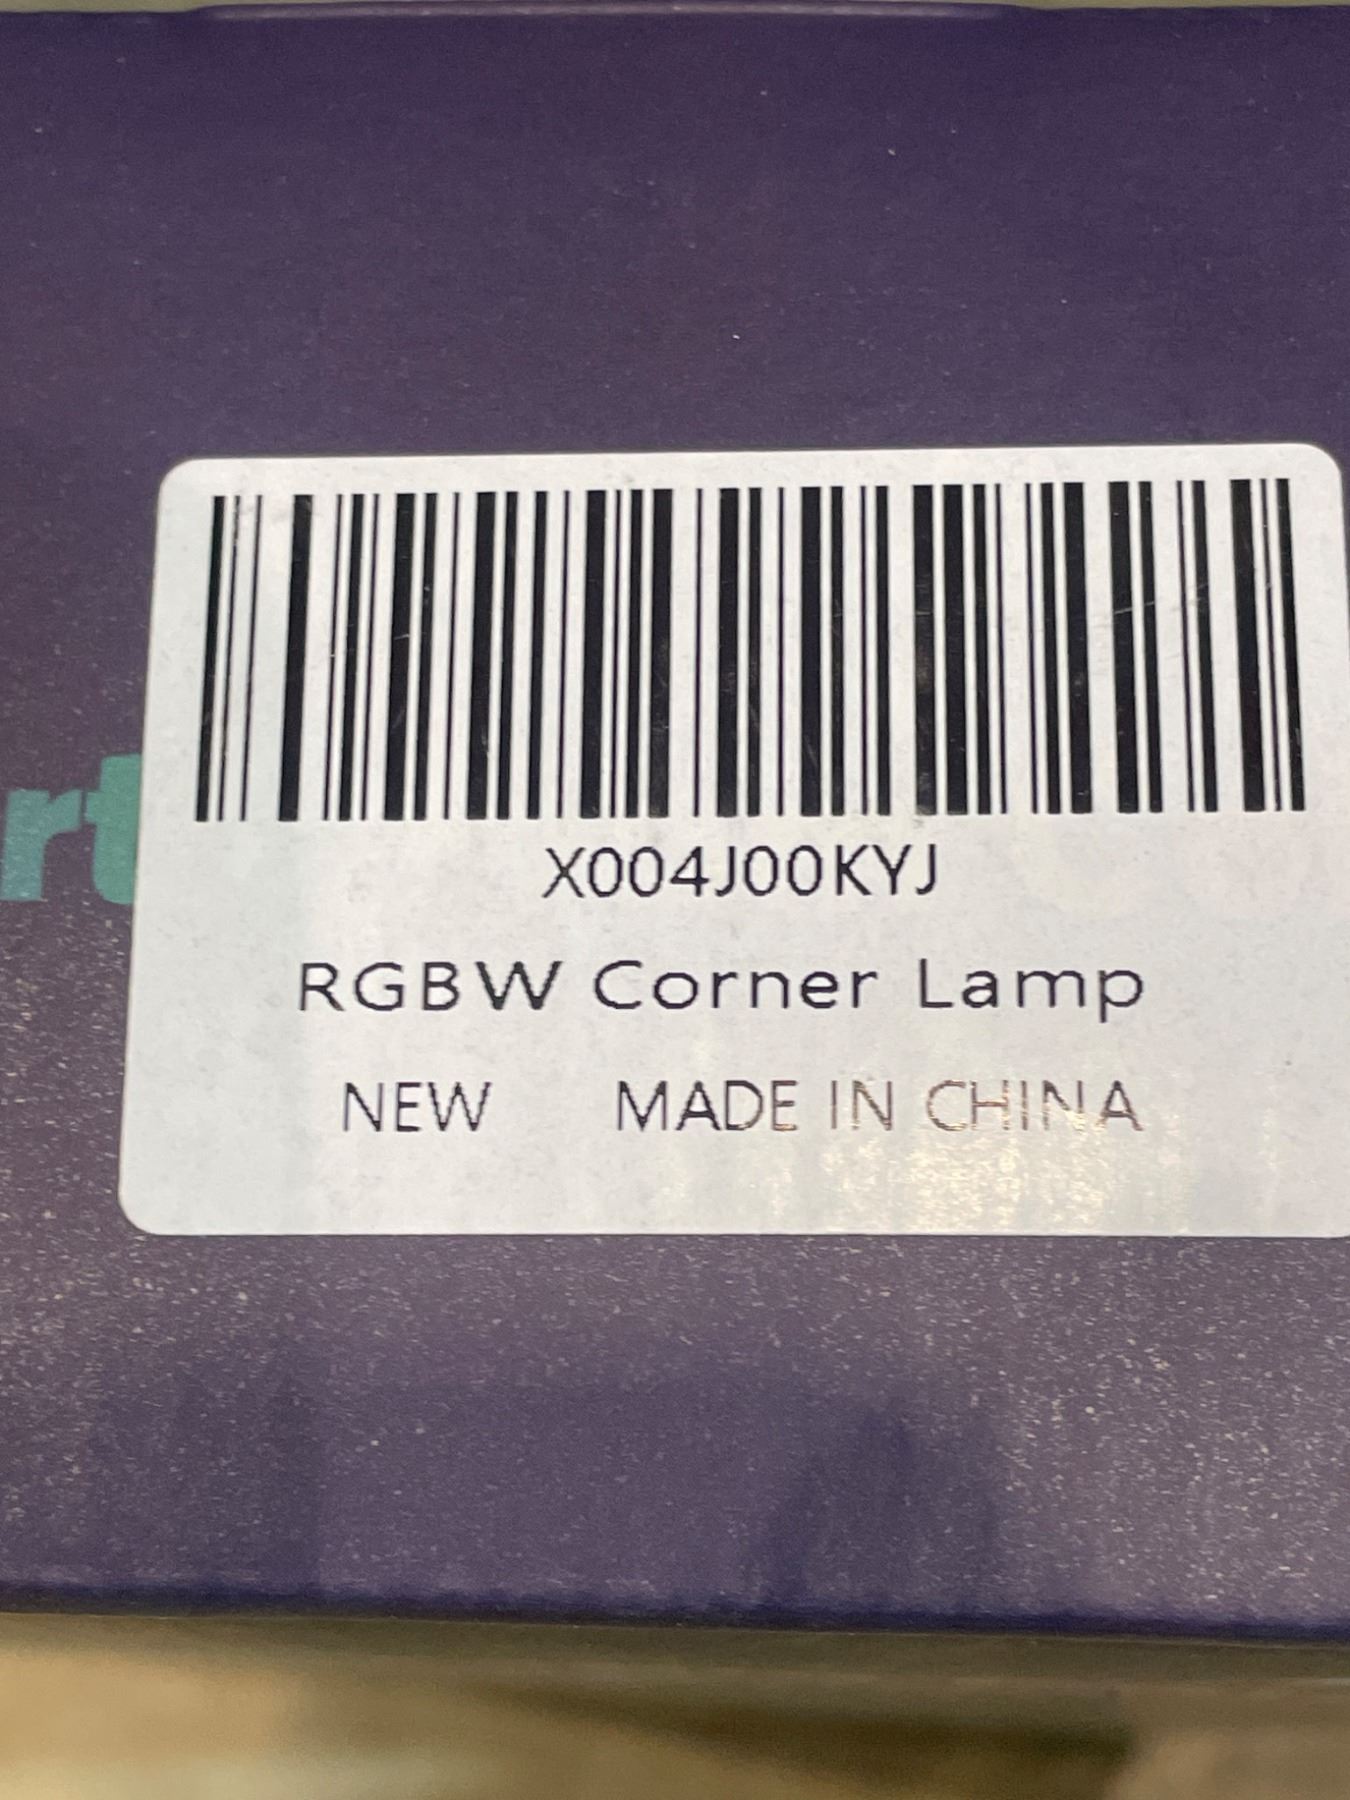 X004J00KYJ
RGBW Corner Lamp
NEW MADE IN CHINA